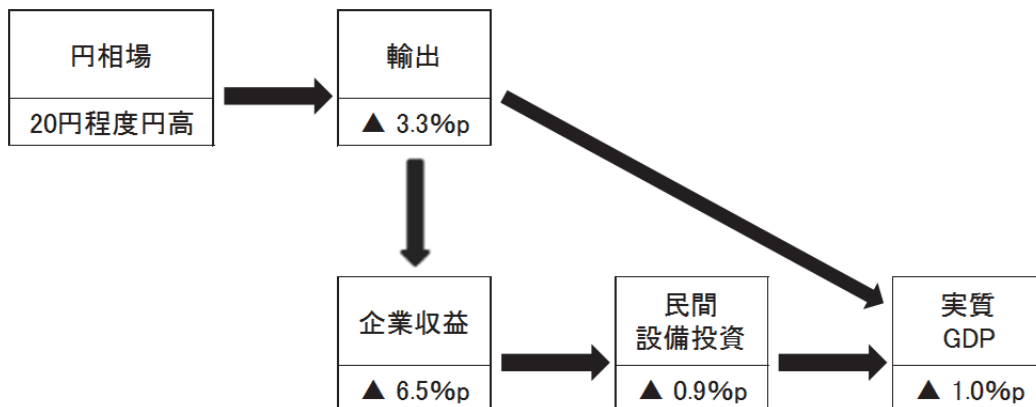 円相場
20円程度円高
輸出
▲ 3.3%p
企業収益
▲ 6.5%p
民間
設備投資
▲ 0.9%p
実質
GDP
▲ 1.0%p